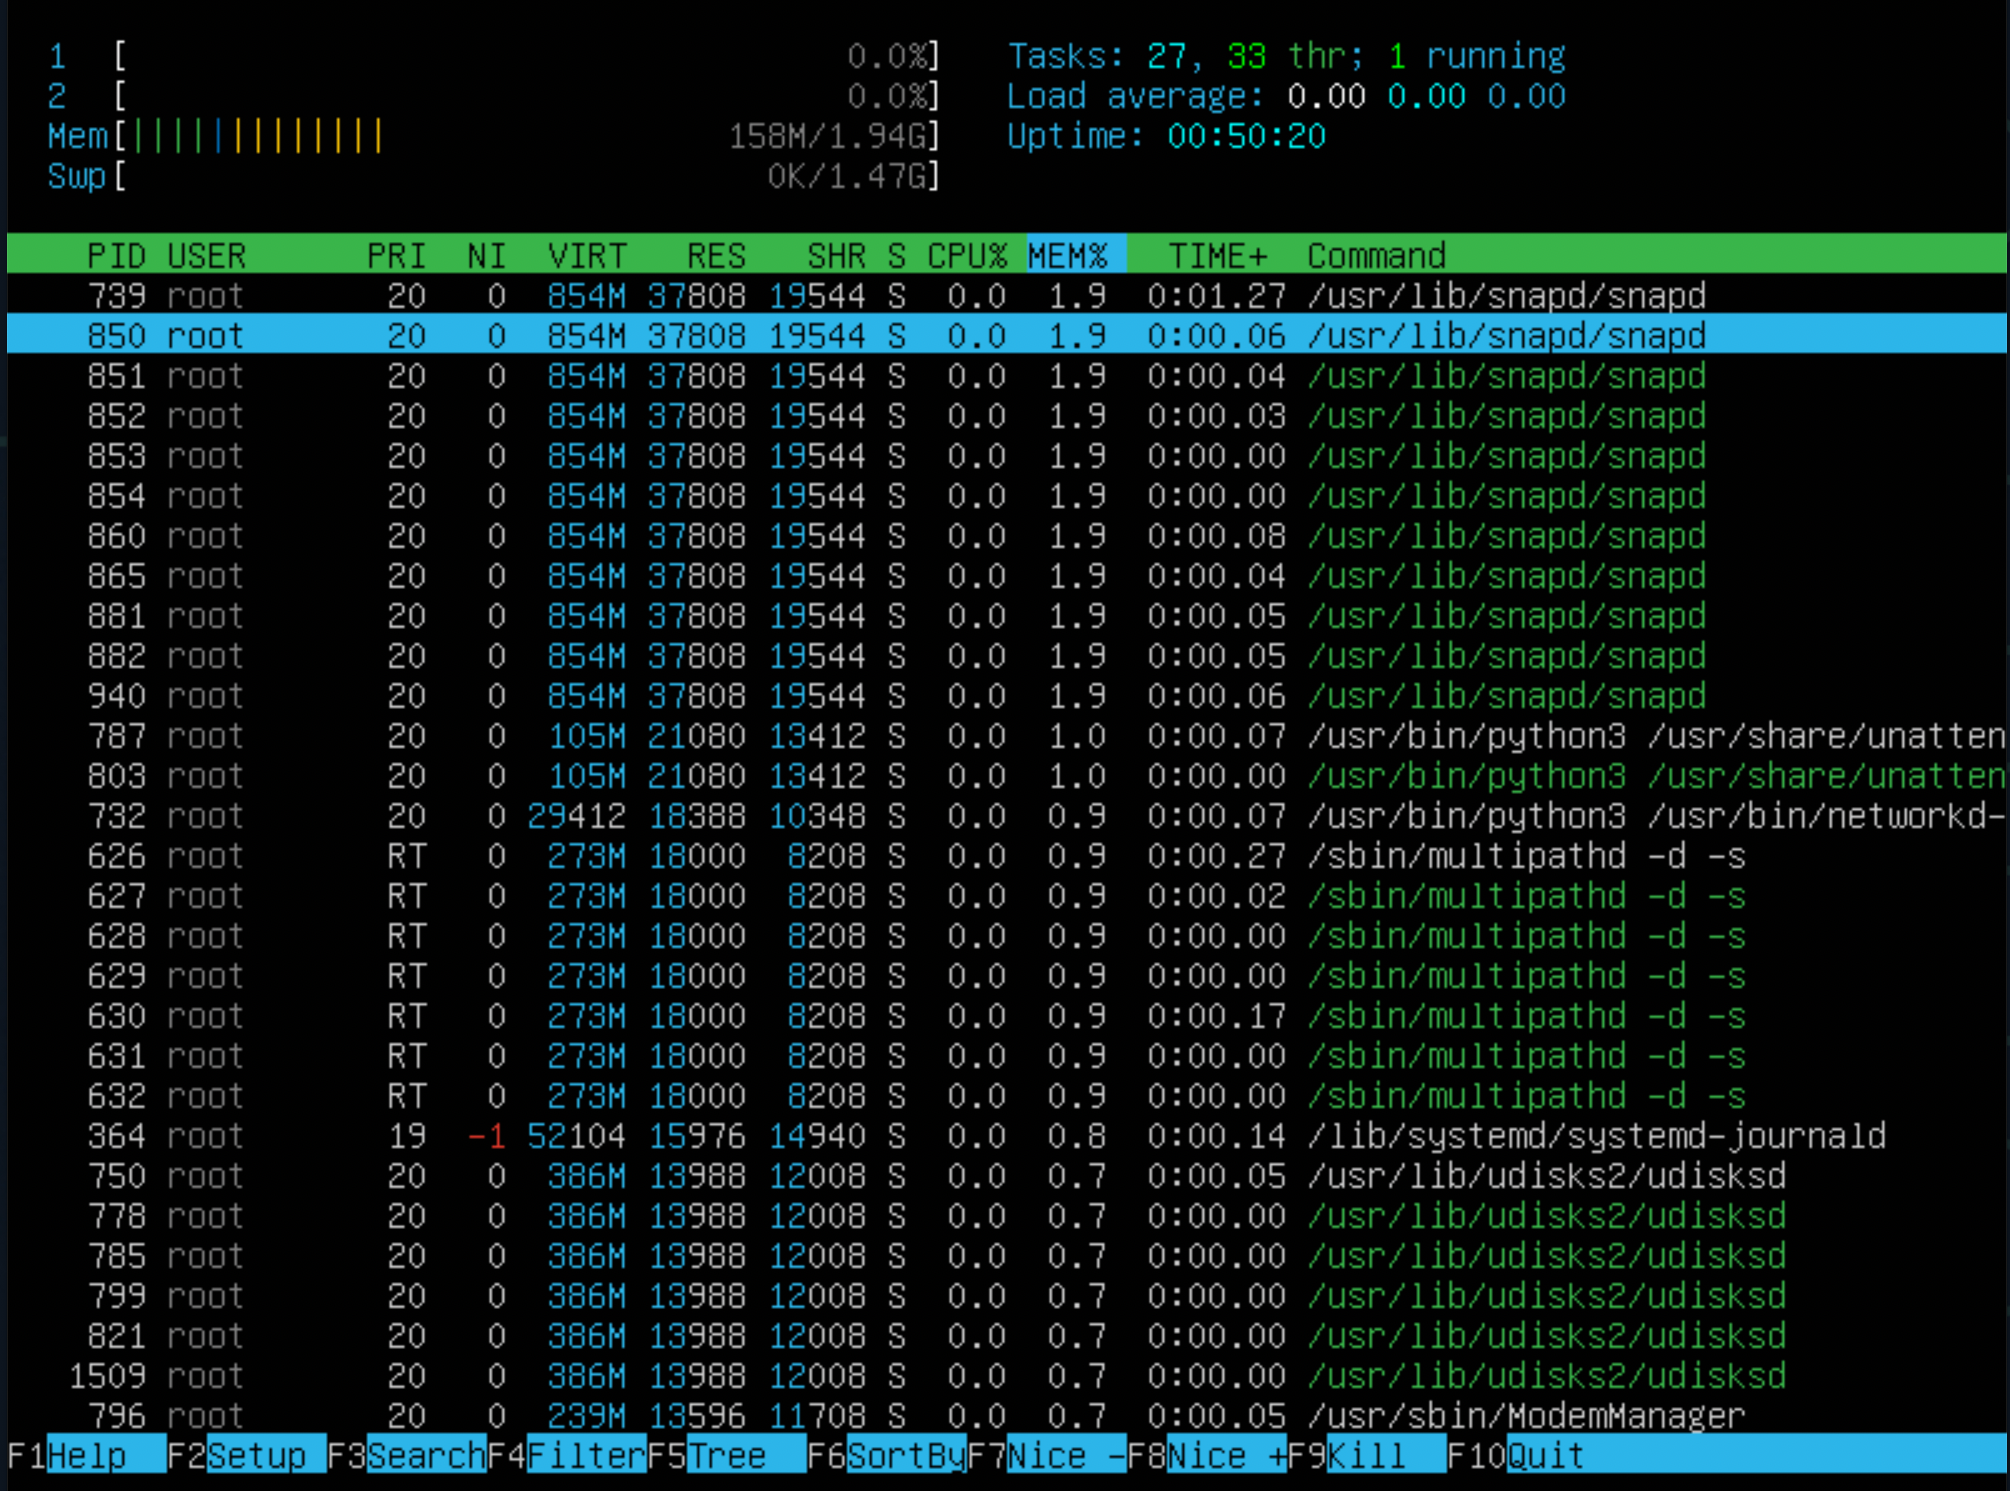 1 [ 0.0%] Tasks: 27, 33 thr; 1 running
2 [ 0.0%] Load average: 0.00 0.00 0.00
Mem[||||||||||||||| 158M/1.94G] Uptime: 00:50:20
Swp[ 0K/1.47G]
PID USER PRI NI VIRT RES SHR S CPU% MEM% TIME+ Command
739 root 20 0 854M 37808 19544 S 0.0 1.9 0:01.27 /usr/lib/snapd/snapd
850 root 20 0 854M 37808 19544 S 0.0 1.9 0:00.06 /usr/lib/snapd/snapd
851 root 20 0 854M 37808 19544 S 0.0 1.9 0:00.04 /usr/lib/snapd/snapd
852 root 20 0 854M 37808 19544 S 0.0 1.9 0:00.03 /usr/lib/snapd/snapd
853 root 20 0 854M 37808 19544 S 0.0 1.9 0:00.00 /usr/lib/snapd/snapd
854 root 20 0 854M 37808 19544 S 0.0 1.9 0:00.00 /usr/lib/snapd/snapd
860 root 20 0 854M 37808 19544 S 0.0 1.9 0:00.08 /usr/lib/snapd/snapd
865 root 20 0 854M 37808 19544 S 0.0 1.9 0:00.04 /usr/lib/snapd/snapd
881 root 20 0 854M 37808 19544 S 0.0 1.9 0:00.05 /usr/lib/snapd/snapd
882 root 20 0 854M 37808 19544 S 0.0 1.9 0:00.05 /usr/lib/snapd/snapd
940 root 20 0 854M 37808 19544 S 0.0 1.9 0:00.06 /usr/lib/snapd/snapd
787 root 20 0 105M 21080 13412 S 0.0 1.0 0:00.07 /usr/bin/python3 /usr/share/unatten
803 root 20 0 105M 21080 13412 S 0.0 1.0 0:00.00 /usr/bin/python3 /usr/share/unatten
732 root 20 0 29412 18388 10348 S 0.0 0.9 0:00.07 /usr/bin/python3 /usr/bin/networkd-
626 root RT 0 273M 18000 8208 S 0.0 0.9 0:00.27 /sbin/multipathd -d -s
627 root RT 0 273M 18000 8208 S 0.0 0.9 0:00.02 /sbin/multipathd -d -s
628 root RT 0 273M 18000 8208 S 0.0 0.9 0:00.00 /sbin/multipathd -d -s
629 root RT 0 273M 18000 8208 S 0.0 0.9 0:00.00 /sbin/multipathd -d -s
630 root RT 0 273M 18000 8208 S 0.0 0.9 0:00.17 /sbin/multipathd -d -s
631 root RT 0 273M 18000 8208 S 0.0 0.9 0:00.00 /sbin/multipathd -d -s
632 root RT 0 273M 18000 8208 S 0.0 0.9 0:00.00 /sbin/multipathd -d -s
364 root 19 -1 52104 15976 14940 S 0.0 0.8 0:00.14 /lib/systemd/systemd-journald
750 root 20 0 386M 13988 12008 S 0.0 0.7 0:00.05 /usr/lib/udisks2/udisksd
778 root 20 0 386M 13988 12008 S 0.0 0.7 0:00.00 /usr/lib/udisks2/udisksd
785 root 20 0 386M 13988 12008 S 0.0 0.7 0:00.00 /usr/lib/udisks2/udisksd
799 root 20 0 386M 13988 12008 S 0.0 0.7 0:00.00 /usr/lib/udisks2/udisksd
821 root 20 0 386M 13988 12008 S 0.0 0.7 0:00.00 /usr/lib/udisks2/udisksd
1509 root 20 0 386M 13988 12008 S 0.0 0.7 0:00.00 /usr/lib/udisks2/udisksd
796 root 20 0 239M 13596 11708 S 0.0 0.7 0:00.05 /usr/sbin/ModemManager
F1Help F2Setup F3SearchF4FilterF5Tree F6SortByF7Nice -F8Nice +F9Kill F10Quit